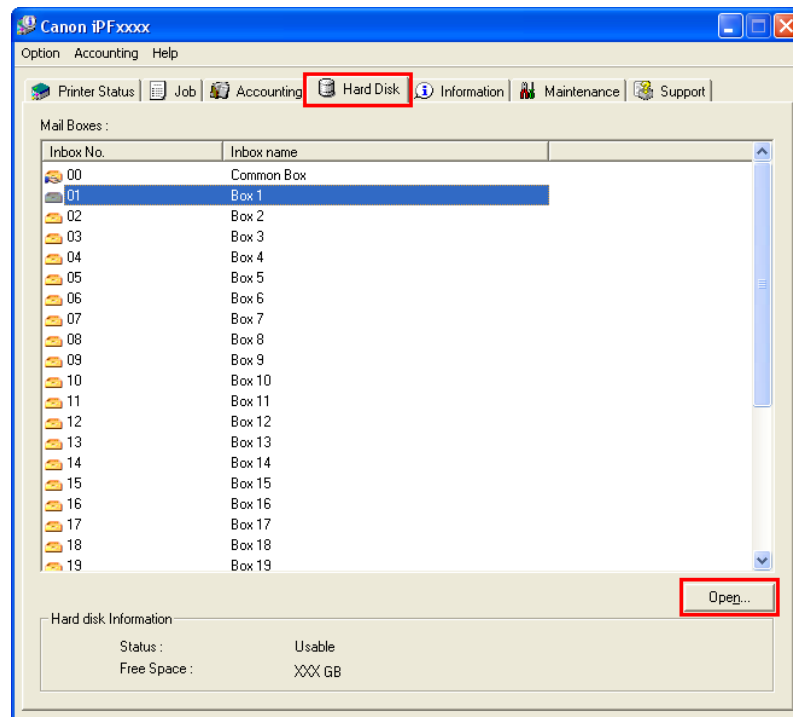 Canon iPFxxxx
Option Accounting Help
Printer Status Job Accounting Hard Disk Information Maintenance Support
Mail Boxes :
Inbox No. Inbox name
00 Common Box
01 Box 1
02 Box 2
03 Box 3
04 Box 4
05 Box 5
06 Box 6
07 Box 7
08 Box 8
09 Box 9
10 Box 10
11 Box 11
12 Box 12
13 Box 13
14 Box 14
15 Box 15
16 Box 16
17 Box 17
18 Box 18
19 Box 19
Open...
Hard disk Information
Status : Usable
Free Space : XXX GB